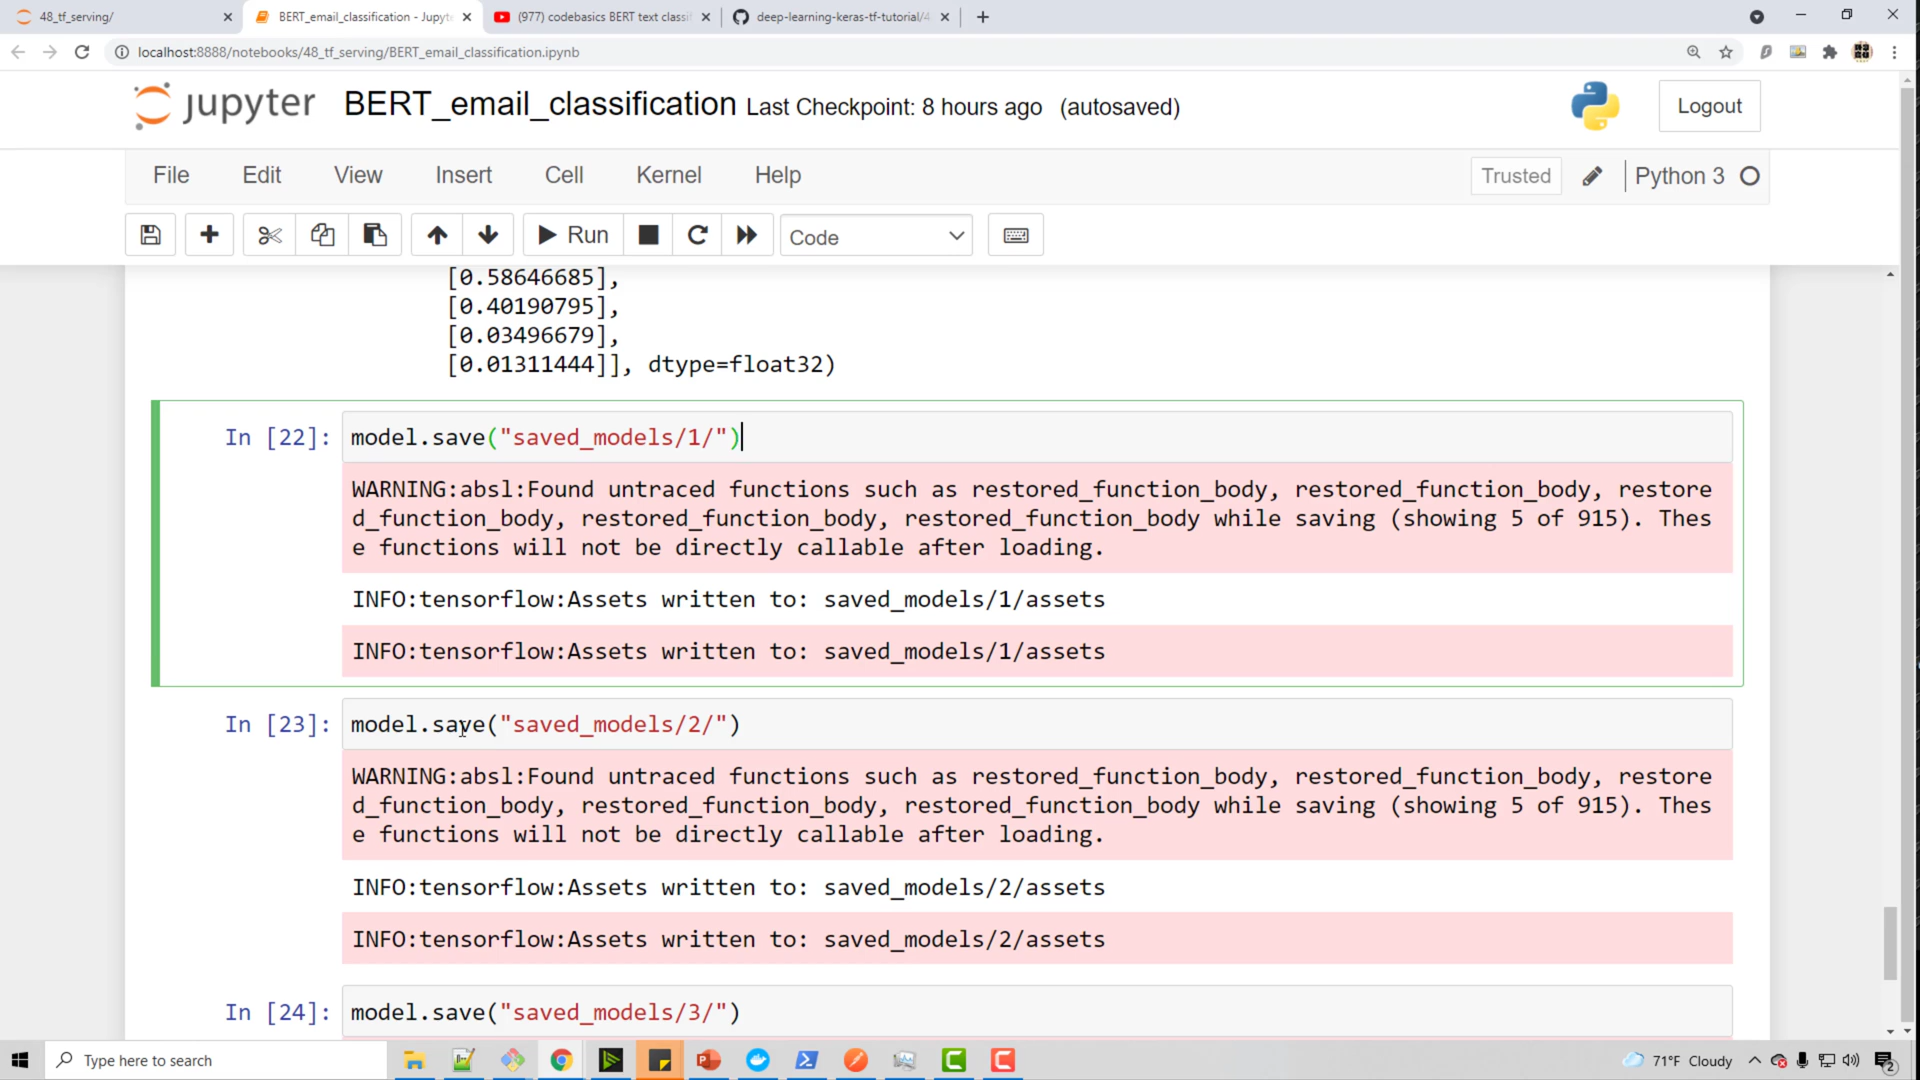 48_tf_serving/
BERT_email_classification - Jupyte
(977) codebasics BERT text classif
deep-learning-keras-tf-tutorial/4
localhost:8888/notebooks/48_tf_serving/BERT_email_classification.ipynb
jupyter BERT_email_classification Last Checkpoint: 8 hours ago (autosaved)
Logout
File Edit View Insert Cell Kernel Help
Trusted Python 3
Run Code
[0.58646685],
[0.40190795],
[0.03496679],
[0.01311444]], dtype=float32)
In [22]: model.save("saved_models/1/")
WARNING:absl:Found untraced functions such as restored_function_body, restored_function_body, restore
d_function_body, restored_function_body, restored_function_body while saving (showing 5 of 915). Thes
e functions will not be directly callable after loading.
INFO:tensorflow:Assets written to: saved_models/1/assets
INFO:tensorflow:Assets written to: saved_models/1/assets
In [23]: model.save("saved_models/2/")
WARNING:absl:Found untraced functions such as restored_function_body, restored_function_body, restore
d_function_body, restored_function_body, restored_function_body while saving (showing 5 of 915). Thes
e functions will not be directly callable after loading.
INFO:tensorflow:Assets written to: saved_models/2/assets
INFO:tensorflow:Assets written to: saved_models/2/assets
In [24]: model.save("saved_models/3/")
Type here to search
71°F Cloudy
2